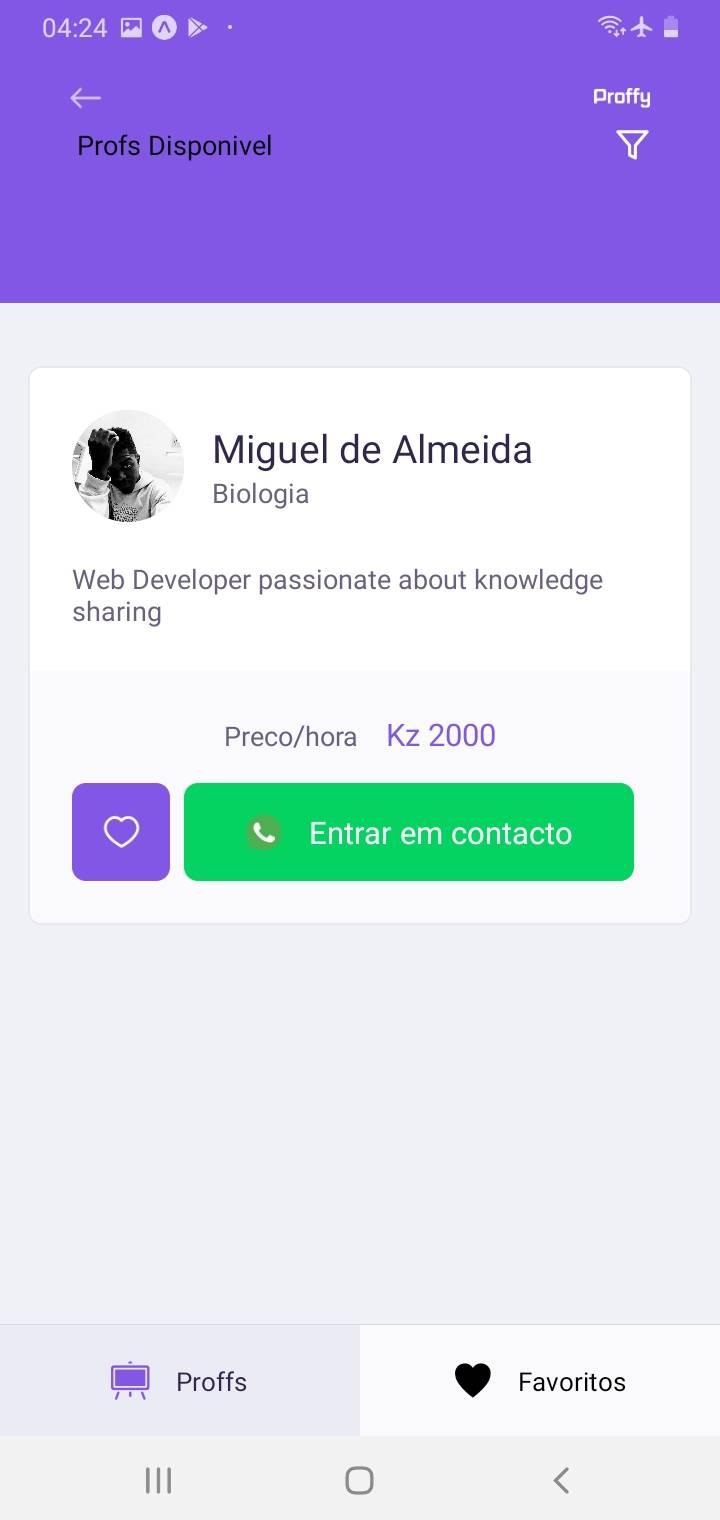 04:24
Proffy
Profs Disponivel
Miguel de Almeida
Biologia
Web Developer passionate about knowledge
sharing
Preco/hora Kz 2000
Entrar em contacto
Proffs Favoritos